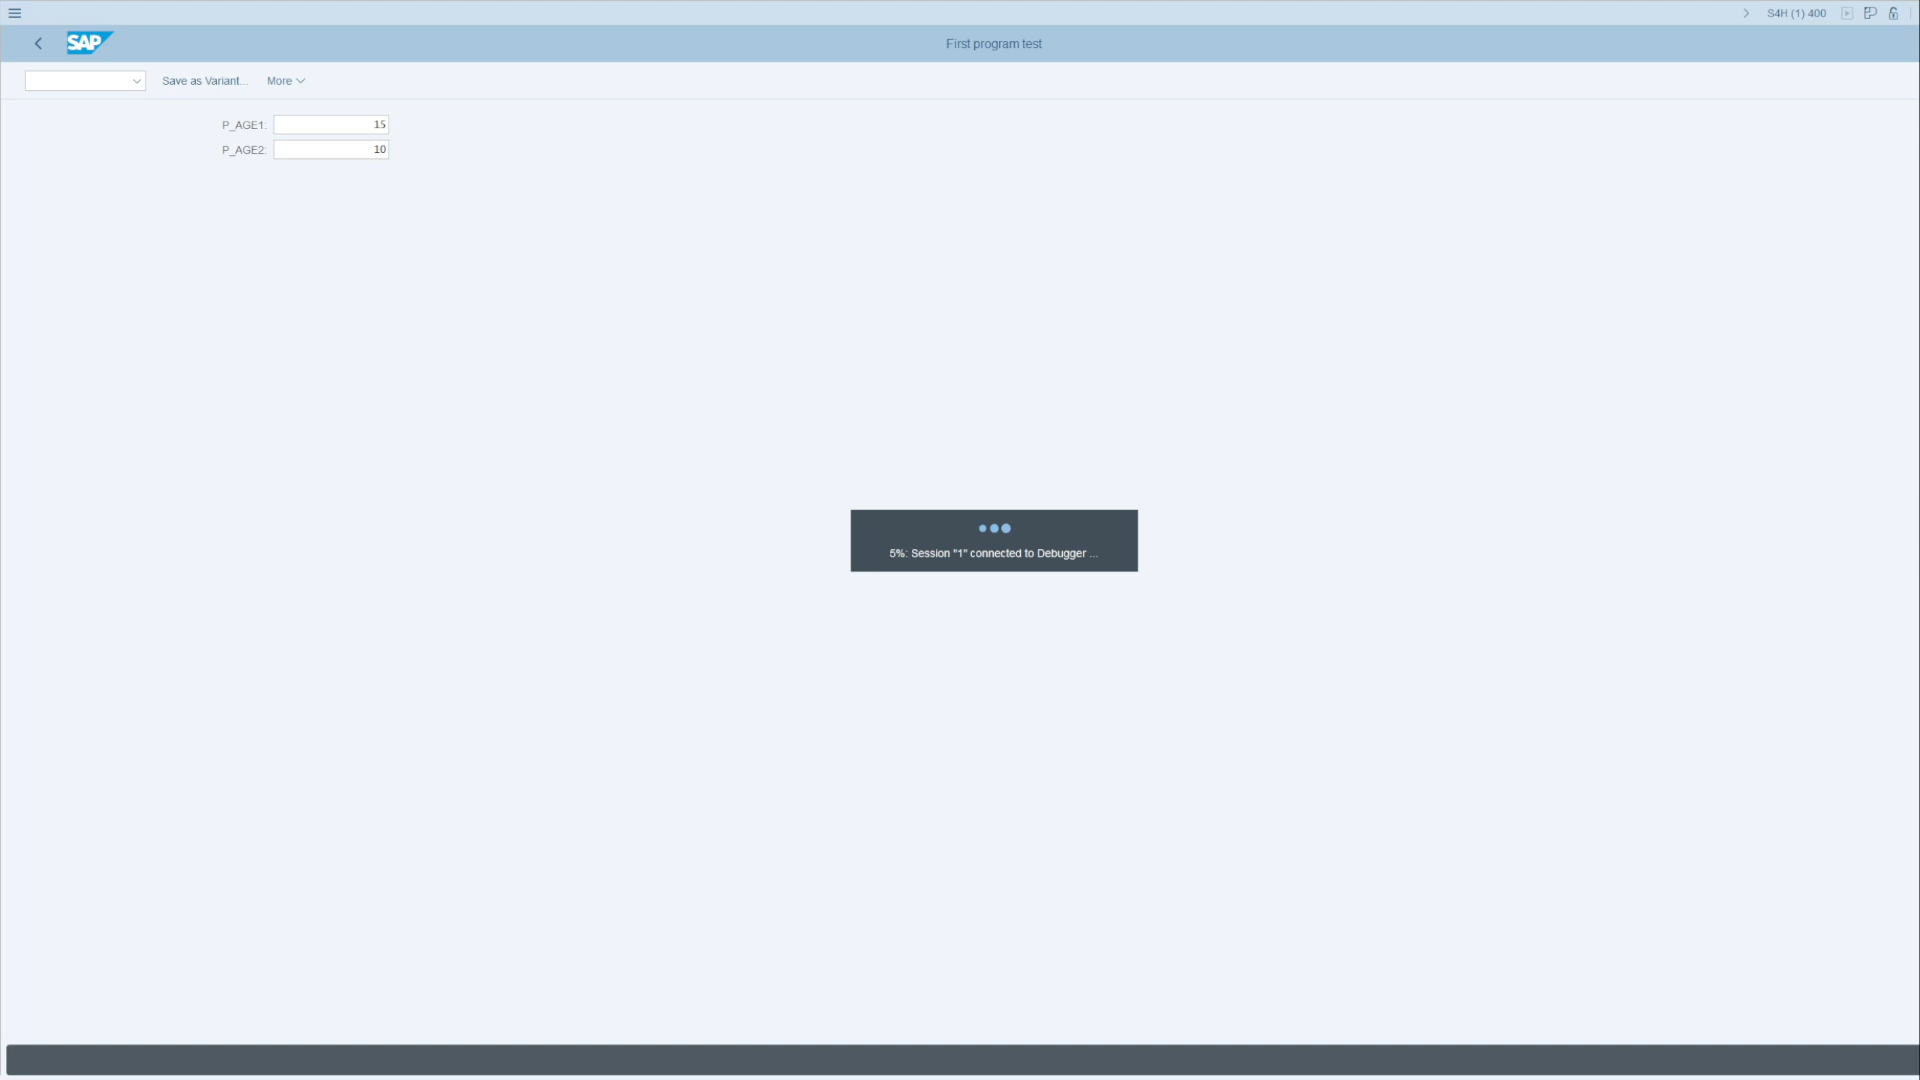 S4H (1) 400
SAP
First program test
Save as Variant...
More
P_AGE1:
15
P_AGE2:
10
5%: Session "1" connected to Debugger ...